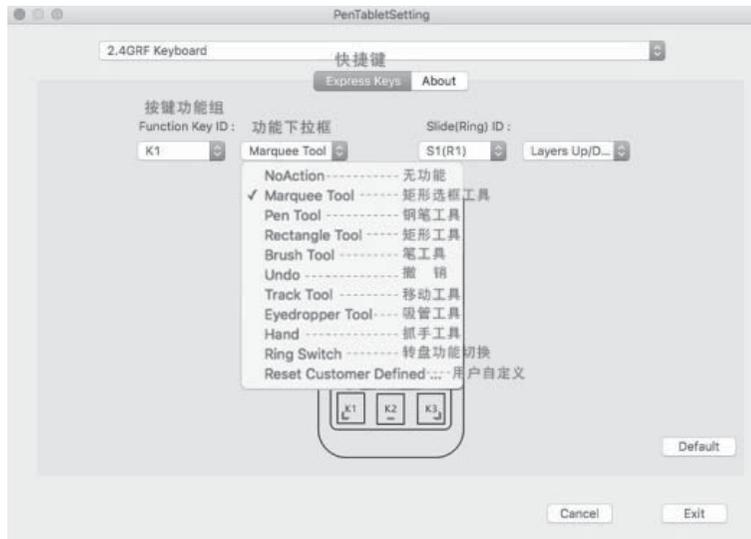 PenTabletSetting
2.4GRF Keyboard
快捷键
Express Keys About
按键功能组
Function Key ID : 功能下拉框 Slide(Ring) ID :
K1 Marquee Tool S1(R1) Layers Up/D...
NoAction----------- 无功能
✓ Marquee Tool ------ 矩形选框工具
Pen Tool ---------- 钢笔工具
Rectangle Tool ----- 矩形工具
Brush Tool --------- 笔工具
Undo ------------- 撤 销
Track Tool --------- 移动工具
Eyedropper Tool---- 吸管工具
Hand ------------- 抓手工具
Ring Switch -------- 转盘功能切换
Reset Customer Defined ... ---用户自定义
K1 K2 K3
Default
Cancel Exit